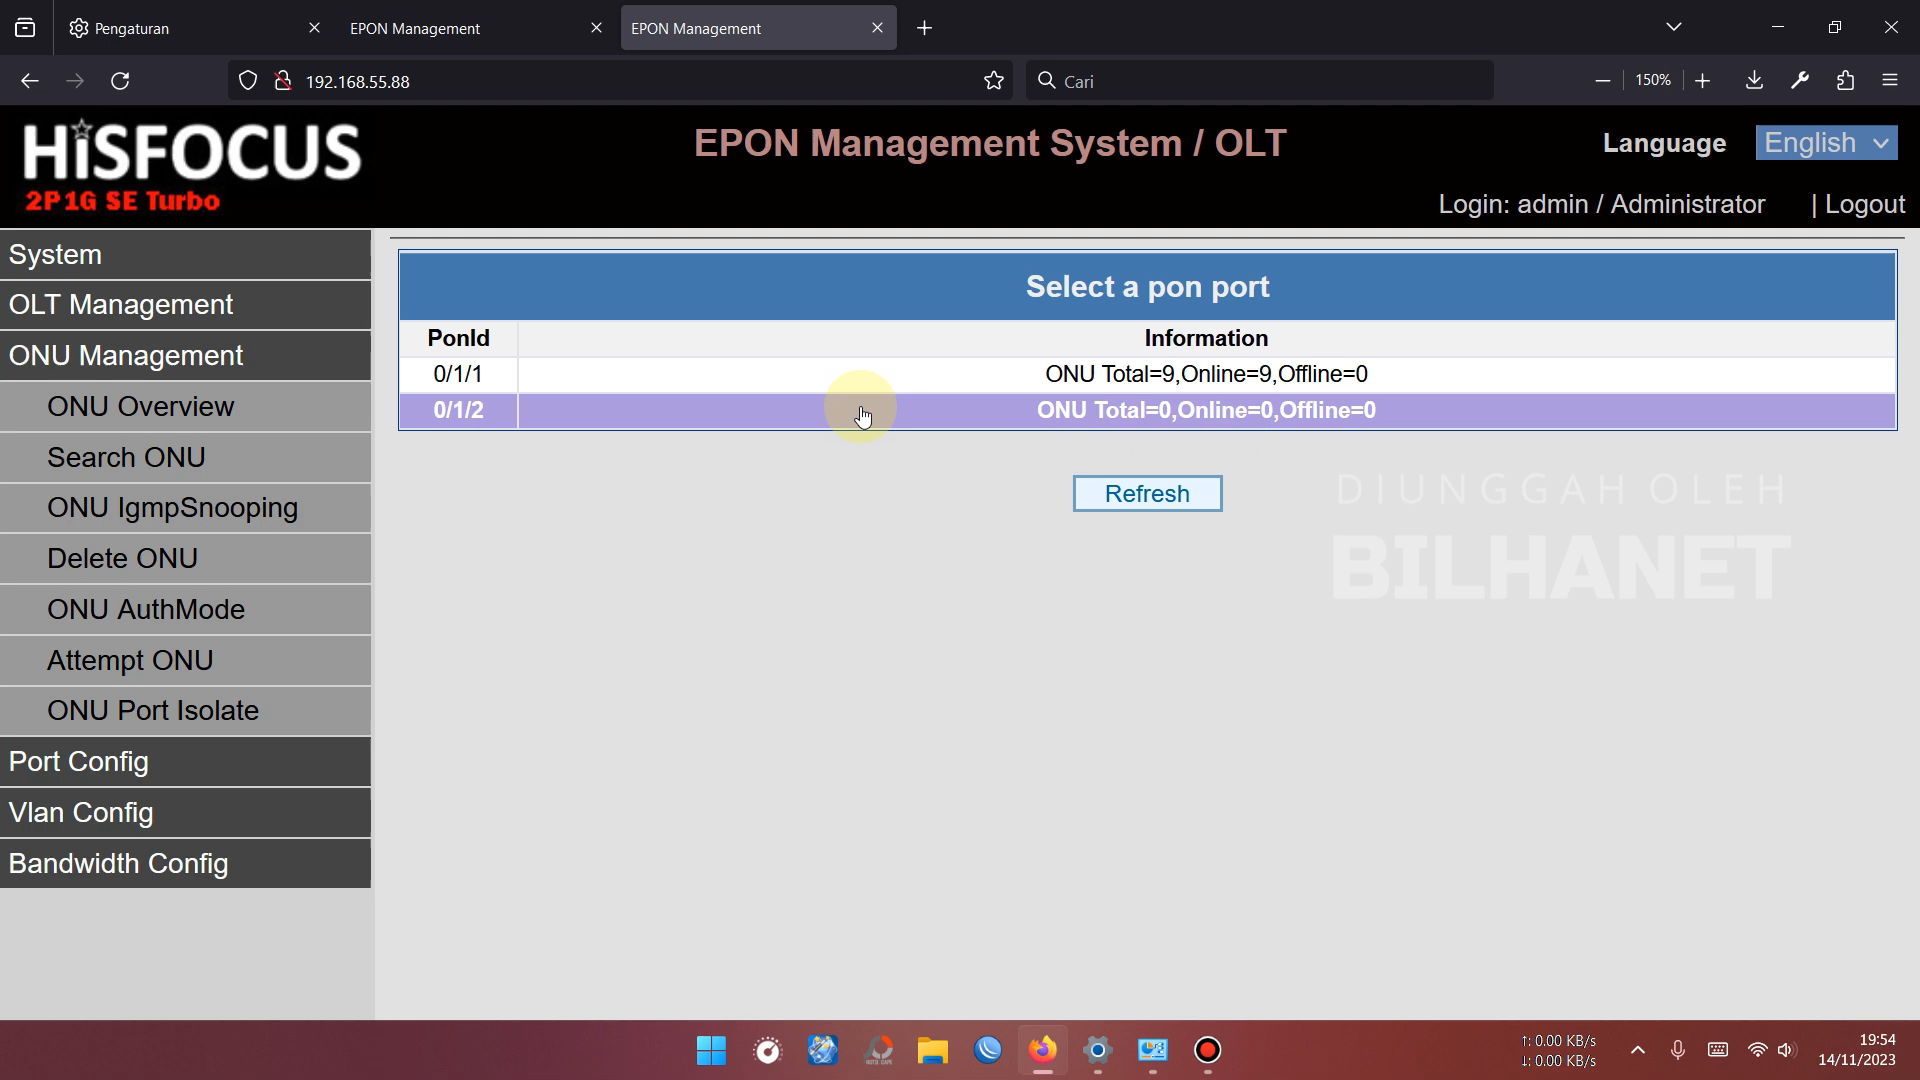 Pengaturan
EPON Management
EPON Management
192.168.55.88
Cari
150%
HiSFOCUS
2P1G SE Turbo
EPON Management System / OLT
Language
English
Login: admin / Administrator
| Logout
System
OLT Management
ONU Management
ONU Overview
Search ONU
ONU IgmpSnooping
Delete ONU
ONU AuthMode
Attempt ONU
ONU Port Isolate
Port Config
Vlan Config
Bandwidth Config
Select a pon port
PonId Information
0/1/1 ONU Total=9,Online=9,Offline=0
0/1/2 ONU Total=0,Online=0,Offline=0
Refresh
DIUNGGAH OLEH
BILHANET
↑: 0.00 KB/s
↓: 0.00 KB/s
19:54
14/11/2023